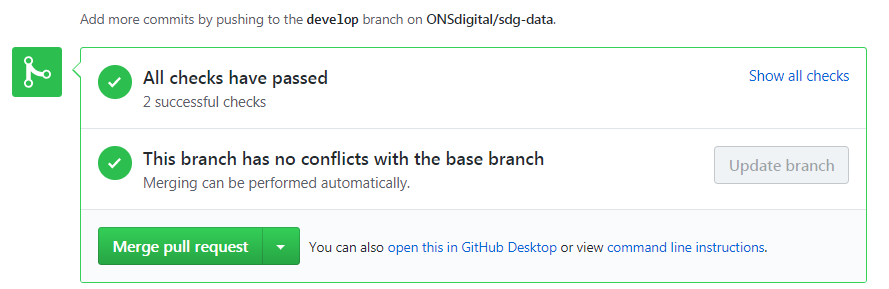 Add more commits by pushing to the develop branch on ONSdigital/sdg-data.
All checks have passed
Show all checks
2 successful checks
This branch has no conflicts with the base branch
Update branch
Merging can be performed automatically.
Merge pull request
You can also open this in GitHub Desktop or view command line instructions.